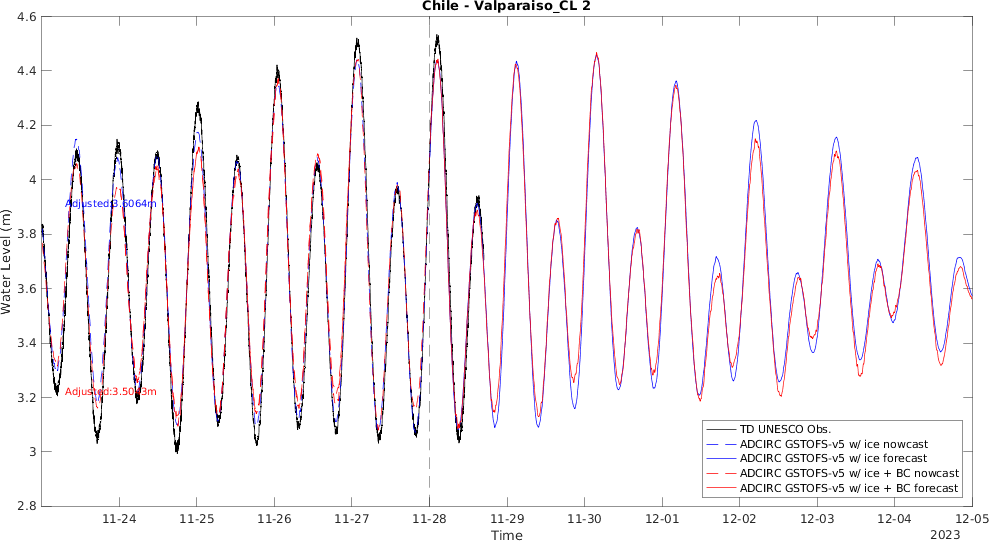 Chile - Valparaiso_CL 2
Water Level (m)
4.6
4.4
4.2
4
3.8
3.6
3.4
3.2
3
2.8
Adjusted:3.6064m
TD UNESCO Obs.
ADCIRC GSTOFS-v5 w/ ice nowcast
ADCIRC GSTOFS-v5 w/ ice forecast
ADCIRC GSTOFS-v5 w/ ice + BC nowcast
ADCIRC GSTOFS-v5 w/ ice + BC forecast
11-24
11-25
11-26
11-27
11-28
11-29
11-30
12-01
12-02
12-03
12-04
12-05
Time
2023